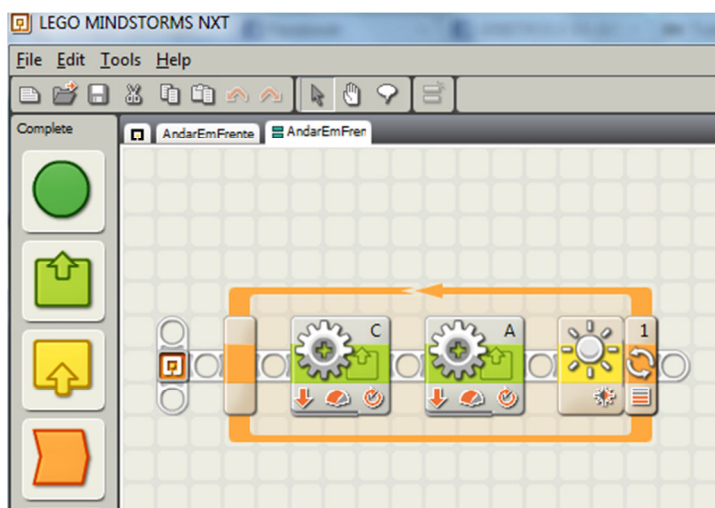 LEGO MINDSTORMS NXT
File Edit Tools Help
Complete
AndarEmFrente
AndarEmFren
C
A
1